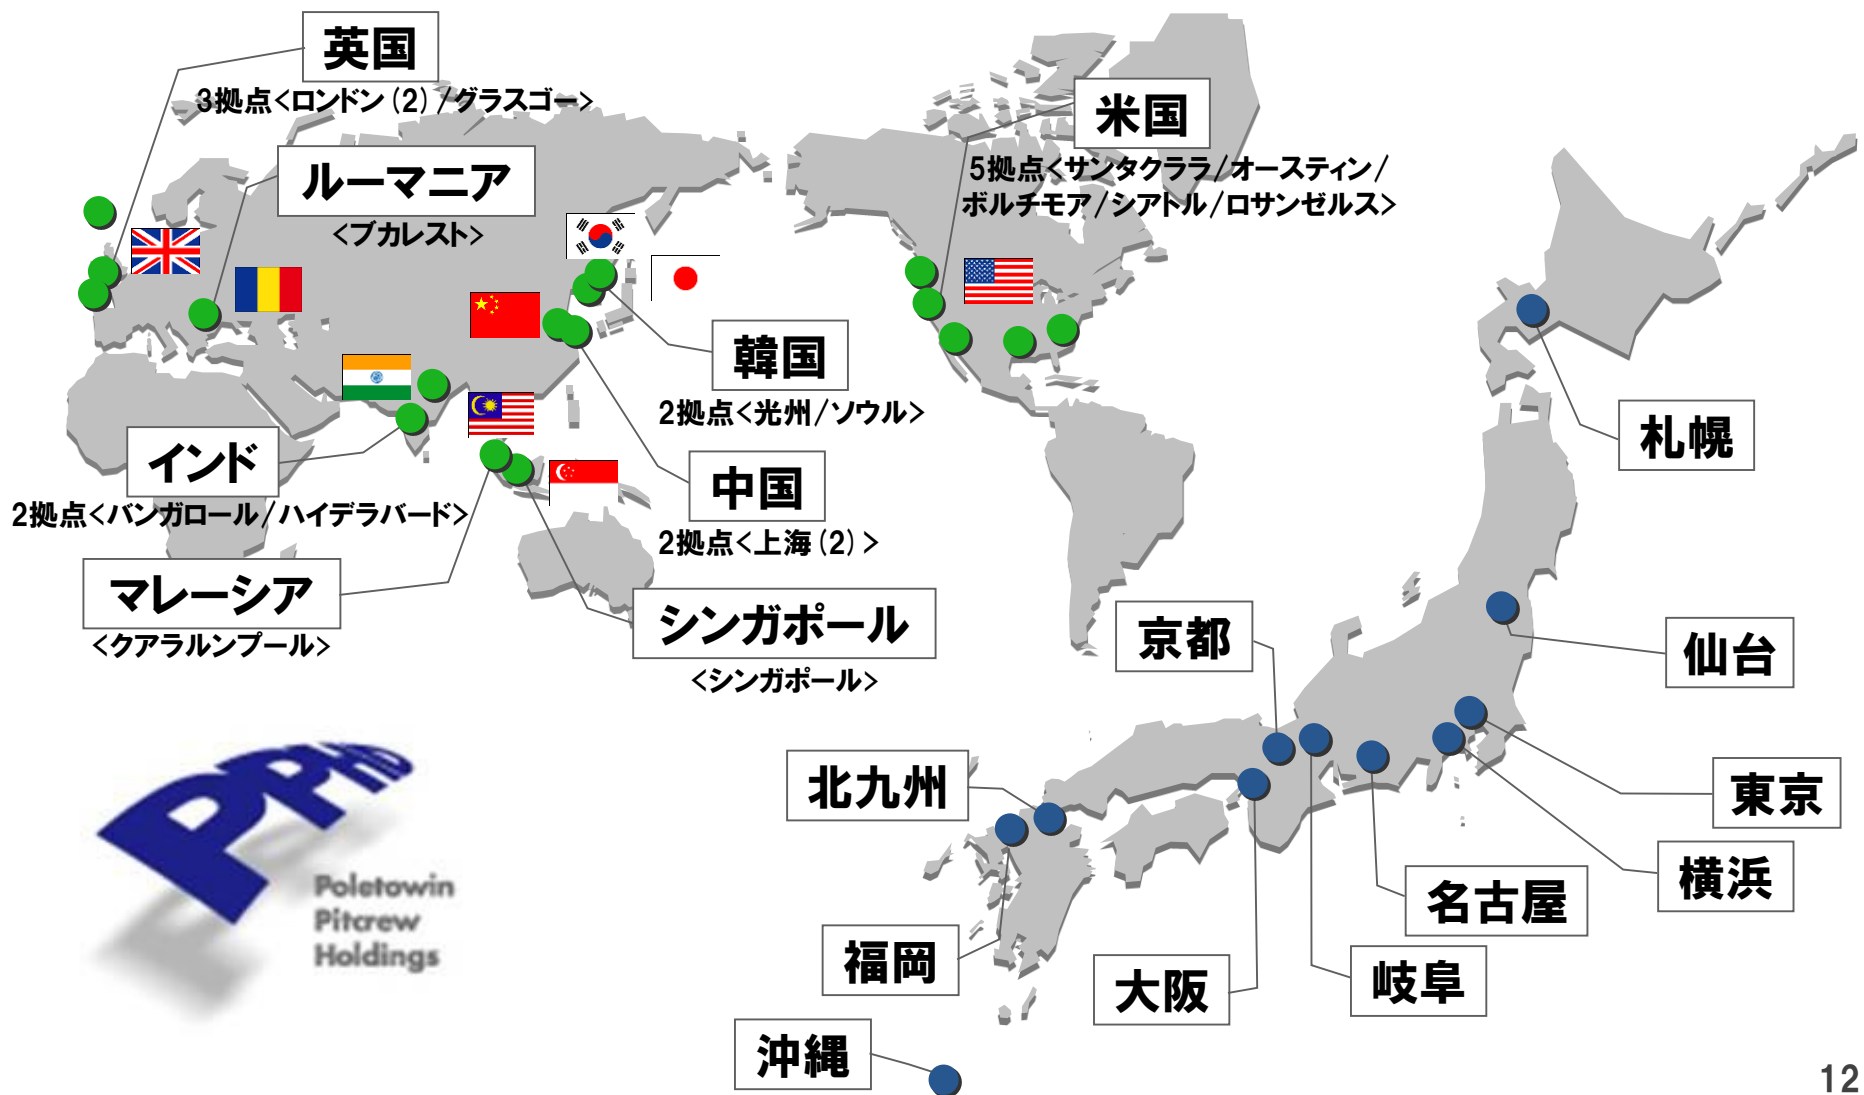 英国
3拠点<ロンドン(2)/グラスゴー>
ルーマニア
<ブカレスト>
米国
5拠点<サンタクララ/オースティン/
ボルチモア/シアトル/ロサンゼルス>
韓国
2拠点<光州/ソウル>
インド
2拠点<バンガロール/ハイデラバード>
中国
2拠点<上海(2)>
マレーシア
<クアラルンプール>
シンガポール
<シンガポール>
札幌
仙台
京都
東京
北九州
横浜
名古屋
福岡
大阪
岐阜
沖縄
PPHD
Poletowin
Pitcrew
Holdings
12